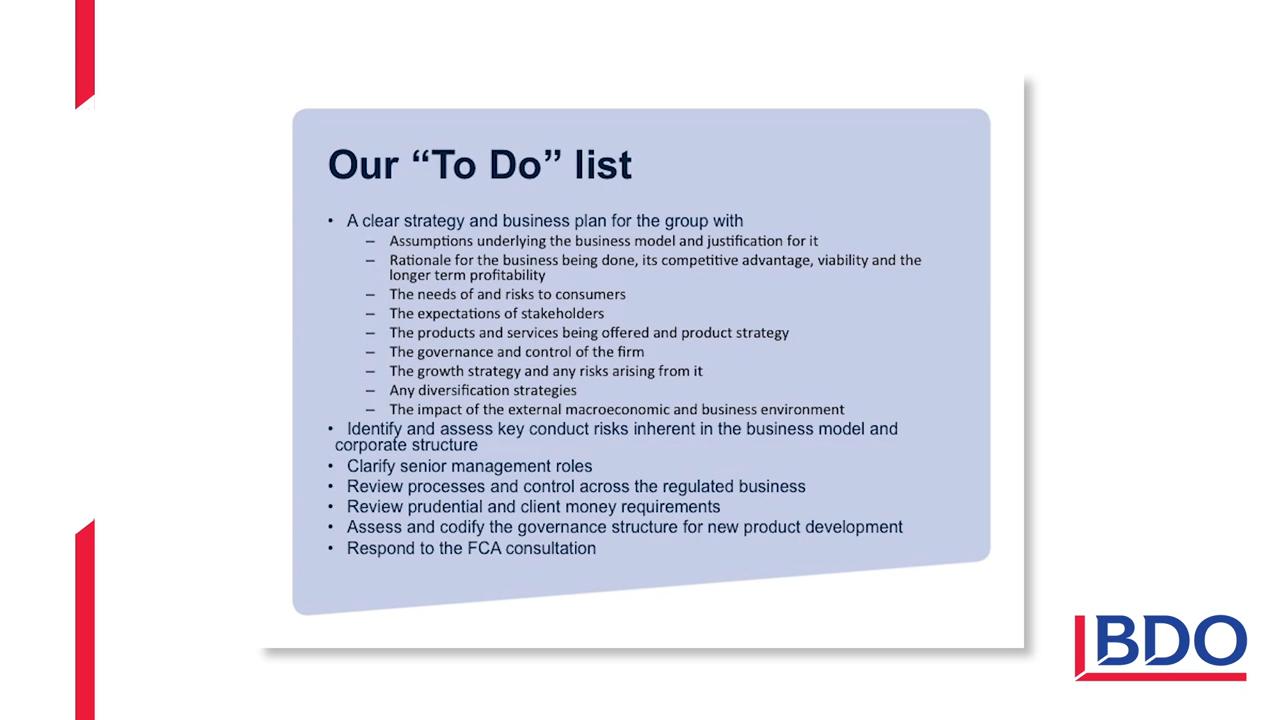 Our “To Do” list
• A clear strategy and business plan for the group with
– Assumptions underlying the business model and justification for it
– Rationale for the business being done, its competitive advantage, viability and the
longer term profitability
– The needs of and risks to consumers
– The expectations of stakeholders
– The products and services being offered and product strategy
– The governance and control of the firm
– The growth strategy and any risks arising from it
– Any diversification strategies
– The impact of the external macroeconomic and business environment
• Identify and assess key conduct risks inherent in the business model and
corporate structure
• Clarify senior management roles
• Review processes and control across the regulated business
• Review prudential and client money requirements
• Assess and codify the governance structure for new product development
• Respond to the FCA consultation
BDO